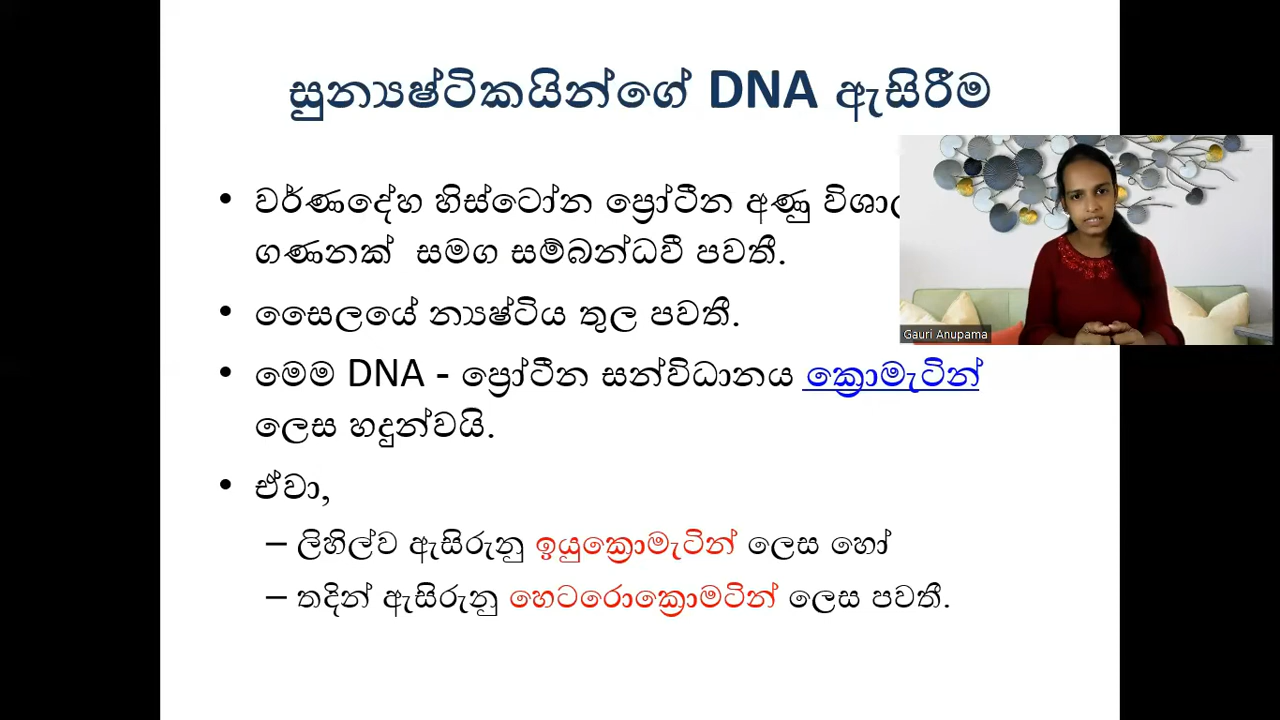 සුන්‍යෂ්ටිකයින්ගේ DNA ඇසිරීම
• වර්ණදේහ හිස්ටෝන ප්‍රෝටීන අණු
ගණනක් සමග සම්බන්ධවී පවතී.
• සෛලයේ න්‍යෂ්ටිය තුල පවතී.
• මෙම DNA - ප්‍රෝටීන සන්විධානය ක්‍රොමැටින්
ලෙස හඳුන්වයි.
• ඒවා,
– ලිහිල්ව ඇසිරුනු ඉයුක්‍රොමැටින් ලෙස හෝ
– තදින් ඇසිරුනු හෙටරොක්‍රොමටින් ලෙස පවතී.
Gauri Anupama